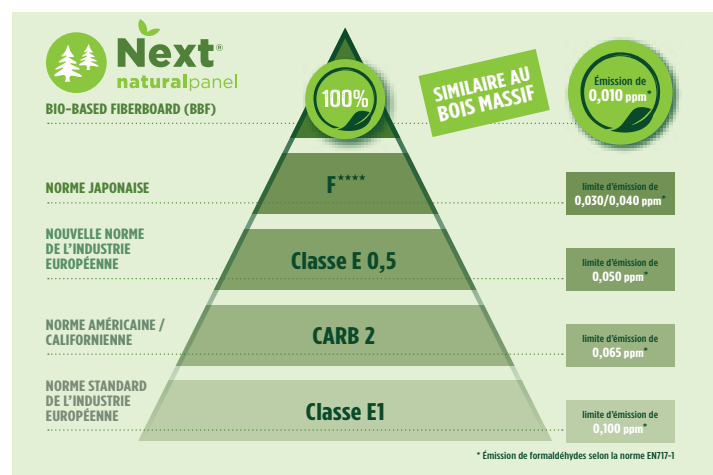 Next®
naturalpanel
BIO-BASED FIBERBOARD (BBF)
100%
SIMILAIRE AU
BOIS MASSIF
Émission de
0,010 ppm*
NORME JAPONAISE
F****
limite d'émission de
0,030/0,040 ppm*
NOUVELLE NORME
DE L'INDUSTRIE
EUROPÉENNE
Classe E 0,5
limite d'émission de
0,050 ppm*
NORME AMÉRICAINE /
CALIFORNIENNE
CARB 2
limite d'émission de
0,065 ppm*
NORME STANDARD
DE L'INDUSTRIE
EUROPÉENNE
Classe E1
limite d'émission de
0,100 ppm*
* Émission de formaldéhydes selon la norme EN717-1